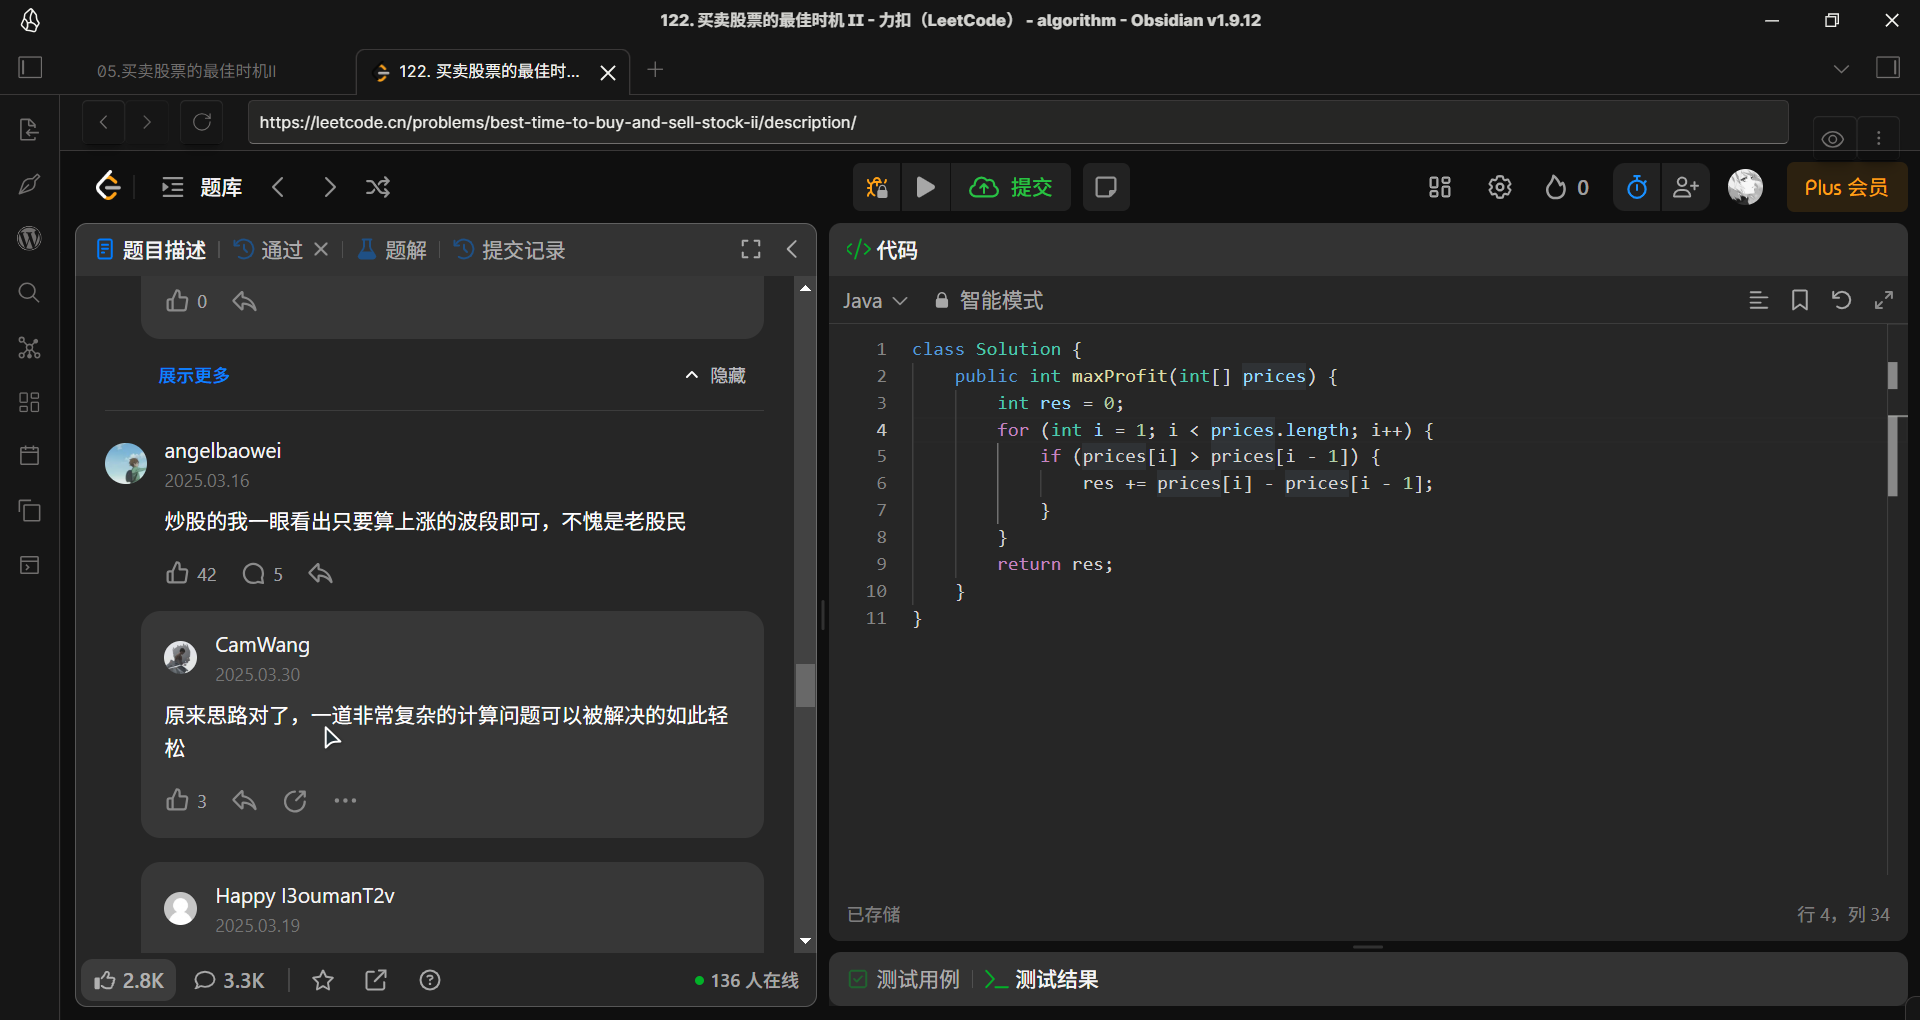 122. 买卖股票的最佳时机 II - 力扣（LeetCode） - algorithm - Obsidian v1.9.12
05.买卖股票的最佳时机II
122. 买卖股票的最佳时...
https://leetcode.cn/problems/best-time-to-buy-and-sell-stock-ii/description/
题库
提交
0
Plus 会员
题目描述
通过
题解
提交记录
0
展示更多
隐藏
angelbaowei
2025.03.16
炒股的我一眼看出只要算上涨的波段即可，不愧是老股民
42
5
CamWang
2025.03.30
原来思路对了，一道非常复杂的计算问题可以被解决的如此轻
松
3
Happy l3oumanT2v
2025.03.19
2.8K
3.3K
136 人在线
</> 代码
Java
智能模式
1 class Solution {
2 public int maxProfit(int[] prices) {
3 int res = 0;
4 for (int i = 1; i < prices.length; i++) {
5 if (prices[i] > prices[i - 1]) {
6 res += prices[i] - prices[i - 1];
7 }
8 }
9 return res;
10 }
11 }
已存储
行 4，列 34
测试用例
测试结果